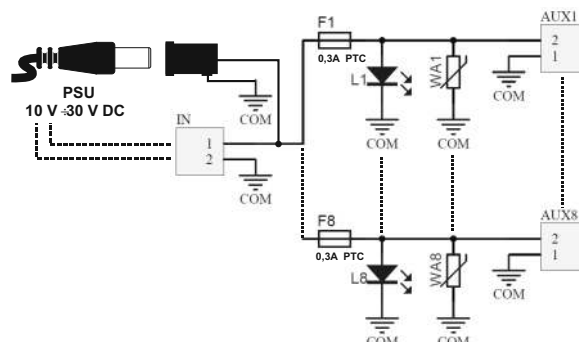 F1
AUX1
0,3A PTC
2
1
L1
WA1
COM
COM
COM
COM
PSU
10 V ÷30 V DC
IN
1
2
COM
F8
AUX8
0,3A PTC
2
1
L8
WA8
COM
COM
COM